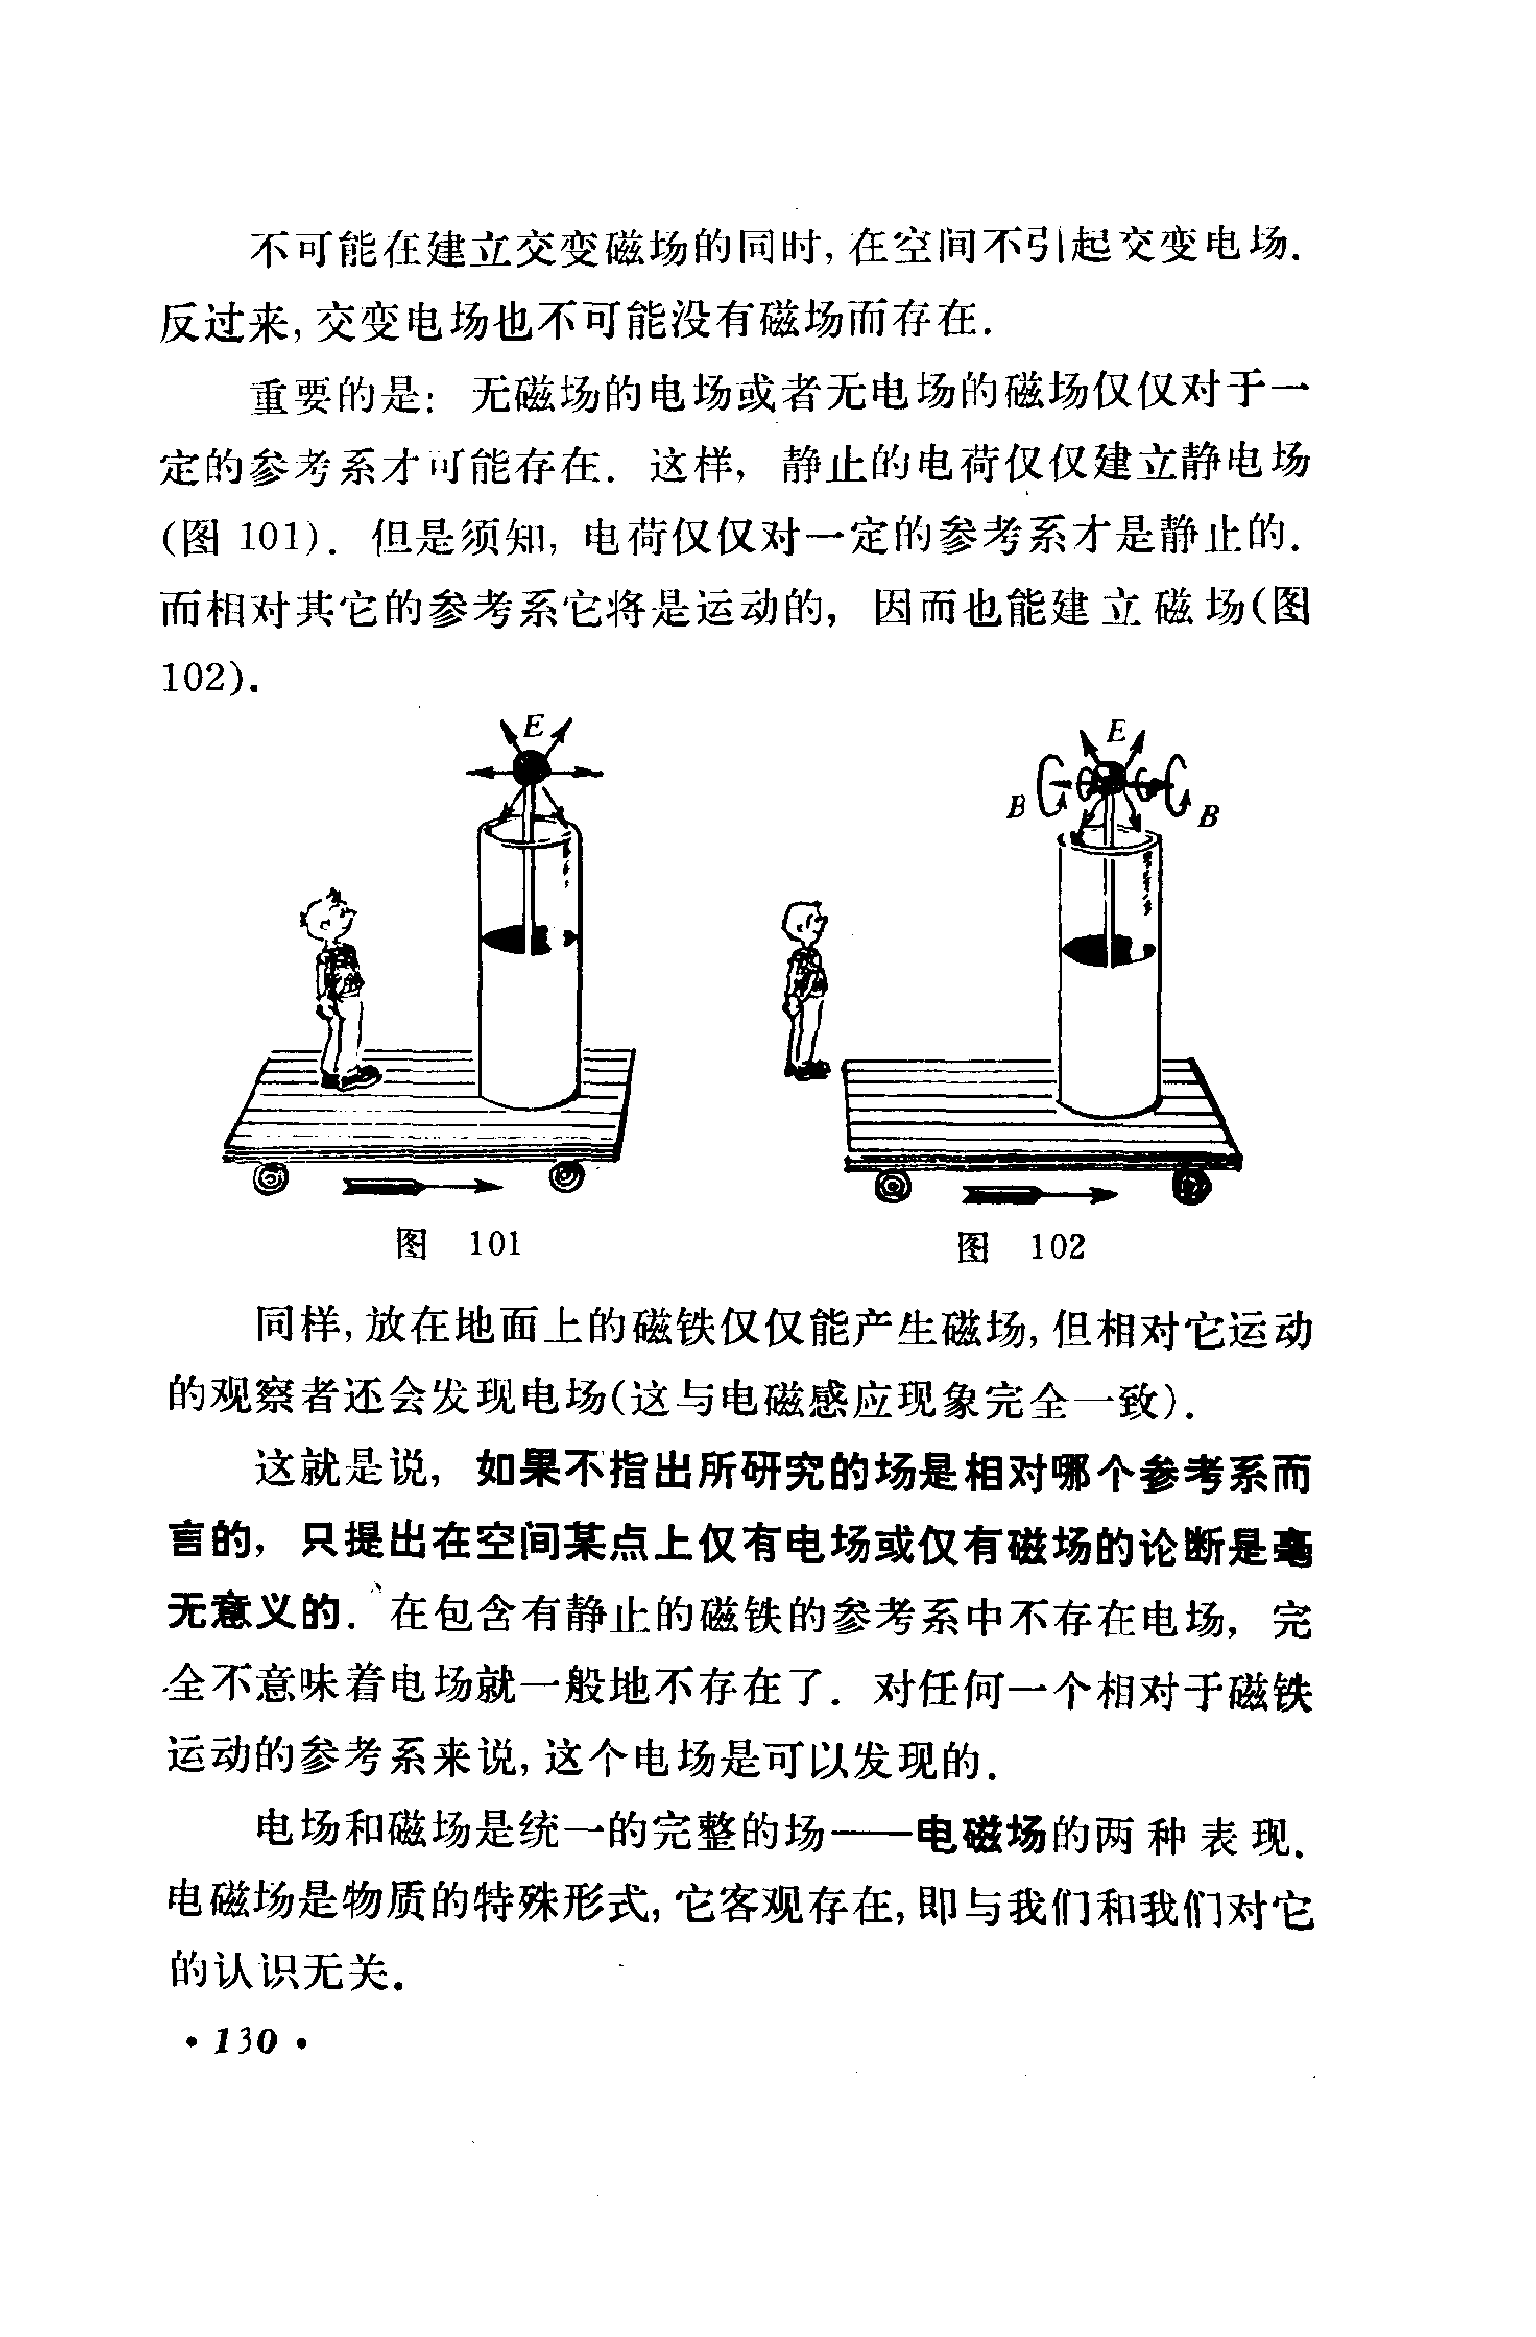 不可能在建立交变磁场的同时,在空间不引起交变电场.
反过来,交变电场也不可能没有磁场而存在.
重要的是: 无磁场的电场或者无电场的磁场仅仅对于一
定的参考系才可能存在. 这样, 静止的电荷仅仅建立静电场
(图 101). 但是须知, 电荷仅仅对一定的参考系才是静止的.
而相对其它的参考系它将是运动的, 因而也能建立磁场(图
102).
E
E
B
B
图 101
图 102
同样,放在地面上的磁铁仅仅能产生磁场,但相对它运动
的观察者还会发现电场(这与电磁感应现象完全一致).
这就是说, 如果不指出所研究的场是相对哪个参考系而
言的, 只提出在空间某点上仅有电场或仅有磁场的论断是毫
无意义的. 在包含有静止的磁铁的参考系中不存在电场, 完
全不意味着电场就一般地不存在了. 对任何一个相对于磁铁
运动的参考系来说,这个电场是可以发现的.
电场和磁场是统一的完整的场——电磁场的两种表现.
电磁场是物质的特殊形式,它客观存在,即与我们和我们对它
的认识无关.
• 130 •